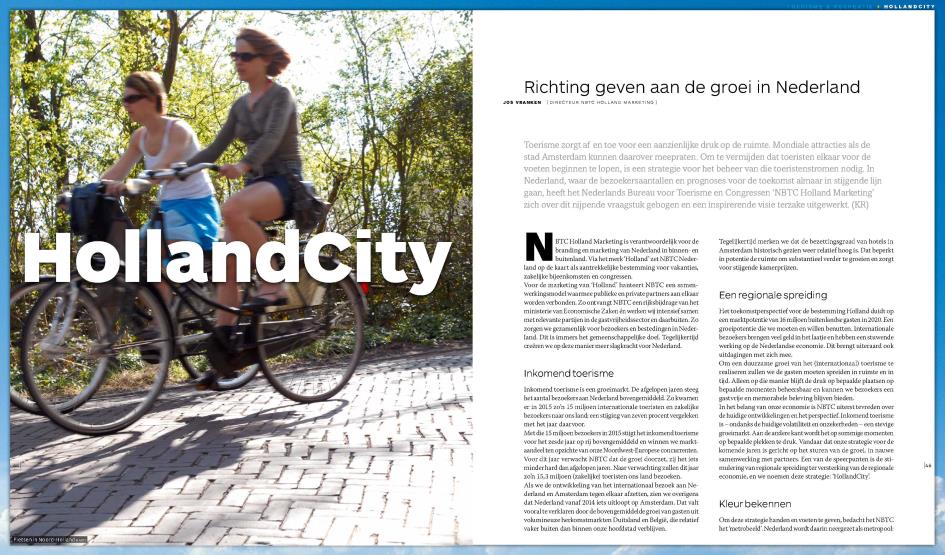 TOERISME & RECREATIE • HOLLANDCITY
HollandCity
Fietsen in Noord-Holland
Richting geven aan de groei in Nederland
JOS VRANKEN [DIRECTEUR NBTC HOLLAND MARKETING]
Toerisme zorgt af en toe voor een aanzienlijke druk op de ruimte. Mondiale attracties als de
stad Amsterdam kunnen daarover meepraten. Om te vermijden dat toeristen elkaar voor de
voeten beginnen te lopen, is een strategie voor het beheer van die toeristenstromen nodig. In
Nederland, waar de bezoekersaantallen en prognoses voor de toekomst almaar in stijgende lijn
gaan, heeft het Nederlands Bureau voor Toerisme en Congressen ‘NBTC Holland Marketing’
zich over dit nijpende vraagstuk gebogen en een inspirerende visie terzake uitgewerkt. (KR)
NBTC Holland Marketing is verantwoordelijk voor de
branding en marketing van Nederland in binnen- en
buitenland. Via het merk ‘Holland’ zet NBTC Neder-
land op de kaart als aantrekkelijke bestemming voor vakanties,
zakelijke bijeenkomsten en congressen.
Voor de marketing van ‘Holland’ hanteert NBTC een samen-
werkingsmodel waarmee publieke en private partners aan elkaar
worden verbonden. Zo ontvangt NBTC een rijksbijdrage van het
ministerie van Economische Zaken én werken wij intensief samen
met relevante partijen in de gastvrijheidssector en daarbuiten. Zo
zorgen we gezamenlijk voor bezoekers en bestedingen in Neder-
land. Dit is immers het gemeenschappelijke doel. Tegelijkertijd
creëren we op deze manier meer slagkracht voor Nederland.
Inkomend toerisme
Inkomend toerisme is een groeimarkt. De afgelopen jaren steeg
het aantal bezoekers aan Nederland bovengemiddeld. Zo kwamen
er in 2015 zo’n 15 miljoen internationale toeristen en zakelijke
bezoekers naar ons land: een stijging van zeven procent vergeleken
met het jaar daarvoor.
Met die 15 miljoen bezoekers in 2015 stijgt het inkomend toerisme
voor het zesde jaar op rij bovengemiddeld en winnen we markt-
aandeel ten opzichte van onze Noordwest-Europese concurrenten.
Voor dit jaar verwacht NBTC dat de groei doorzet, zij het iets
minder hard dan afgelopen jaren. Naar verwachting zullen dit jaar
zo’n 15,3 miljoen (zakelijke) toeristen ons land bezoeken.
Als we de ontwikkeling van het internationaal bezoek aan Ne-
derland en Amsterdam tegen elkaar afzetten, zien we overigens
dat Nederland vanaf 2014 iets uitloopt op Amsterdam. Dat valt
vooral te verklaren door de bovengemiddelde groei van gasten uit
volumineuze herkomstmarkten Duitsland en België, die relatief
vaker buiten dan binnen onze hoofdstad verblijven.
Tegelijkertijd merken we dat de bezettingsgraad van hotels in
Amsterdam historisch gezien weer relatief hoog is. Dat beperkt
in potentie de ruimte om substantieel verder te groeien en zorgt
voor stijgende kamerprijzen.
Een regionale spreiding
Het toekomstperspectief voor de bestemming Holland duidt op
een marktpotentie van 16 miljoen buitenlandse gasten in 2020. Een
groeipotentie die we moeten en willen benutten. Internationale
bezoekers brengen veel geld in het laatje en hebben een stuwende
werking op de Nederlandse economie. Dit brengt uiteraard ook
uitdagingen met zich mee.
Om een duurzame groei van het (internationaal) toerisme te
realiseren zullen we de gasten moeten spreiden in ruimte en in
tijd. Alleen op die manier blijft de druk op bepaalde plaatsen op
bepaalde momenten beheersbaar en kunnen we bezoekers een
gastvrije en memorabele beleving blijven bieden.
In het belang van onze economie is NBTC uiterst tevreden over
de huidige ontwikkelingen en het perspectief. Inkomend toerisme
is – ondanks de huidige volatiliteit en onzekerheden – een stevige
groeimarkt. Aan de andere kant wordt het op sommige momenten
op bepaalde plekken te druk. Vandaar dat onze strategie voor de
komende jaren is gericht op het sturen van de groei, in nauwe
samenwerking met partners. Een van de speerpunten is de sti-
mulering van regionale spreiding ter versterking van de regionale
economie, en we noemen deze strategie: ‘HollandCity’.
Kleur bekennen
Om deze strategie handen en voeten te geven, bedacht het NBTC
het ‘metrobeeld’. Nederland wordt daarin neergezet als metropool:
|46